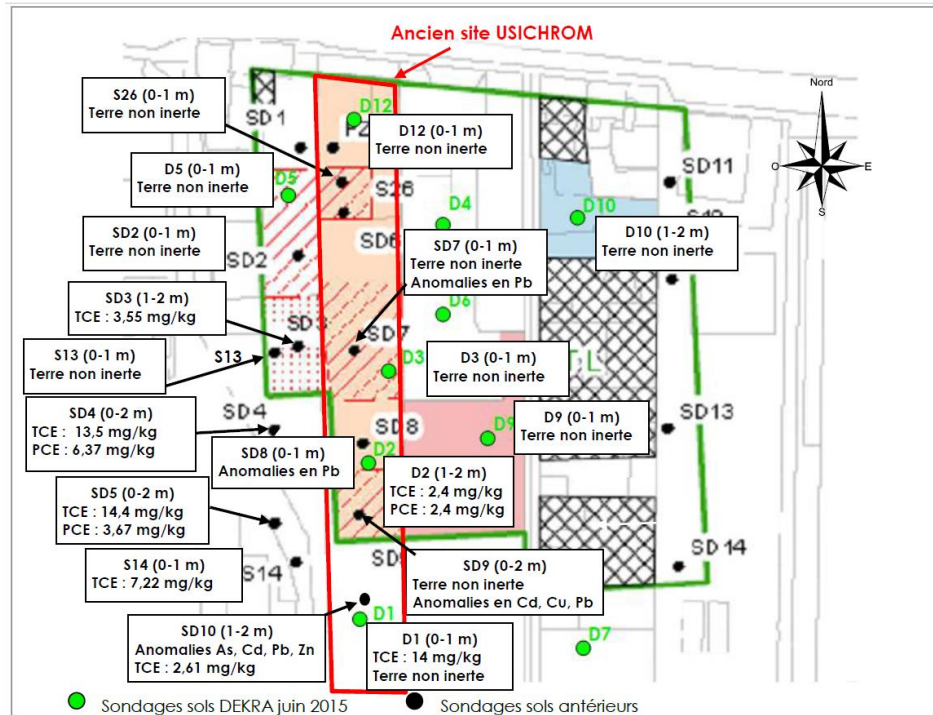 Ancien site USICHROM
Nord
O
E
S
S26 (0-1 m)
Terre non inerte
SD1
D12
PZ
D12 (0-1 m)
Terre non inerte
SD11
D5 (0-1 m)
Terre non inerte
D5
S26
D4
D10
SD2 (0-1 m)
Terre non inerte
SD2
SD6
SD7 (0-1 m)
Terre non inerte
Anomalies en Pb
D10 (1-2 m)
Terre non inerte
SD3 (1-2 m)
TCE : 3,55 mg/kg
SD3
SD7
D6
S13 (0-1 m)
Terre non inerte
S13
D3
D3 (0-1 m)
Terre non inerte
SD4 (0-2 m)
TCE : 13,5 mg/kg
PCE : 6,37 mg/kg
SD4
SD8
D9
D9 (0-1 m)
Terre non inerte
SD13
SD8 (0-1 m)
Anomalies en Pb
D2
D2 (1-2 m)
TCE : 2,4 mg/kg
PCE : 2,4 mg/kg
SD5 (0-2 m)
TCE : 14,4 mg/kg
PCE : 3,67 mg/kg
SD14
S14 (0-1 m)
TCE : 7,22 mg/kg
S14
SD9 (0-2 m)
Terre non inerte
Anomalies en Cd, Cu, Pb
SD10 (1-2 m)
Anomalies As, Cd, Pb, Zn
TCE : 2,61 mg/kg
D1
D1 (0-1 m)
TCE : 14 mg/kg
Terre non inerte
D7
Sondages sols DEKRA juin 2015
Sondages sols antérieurs